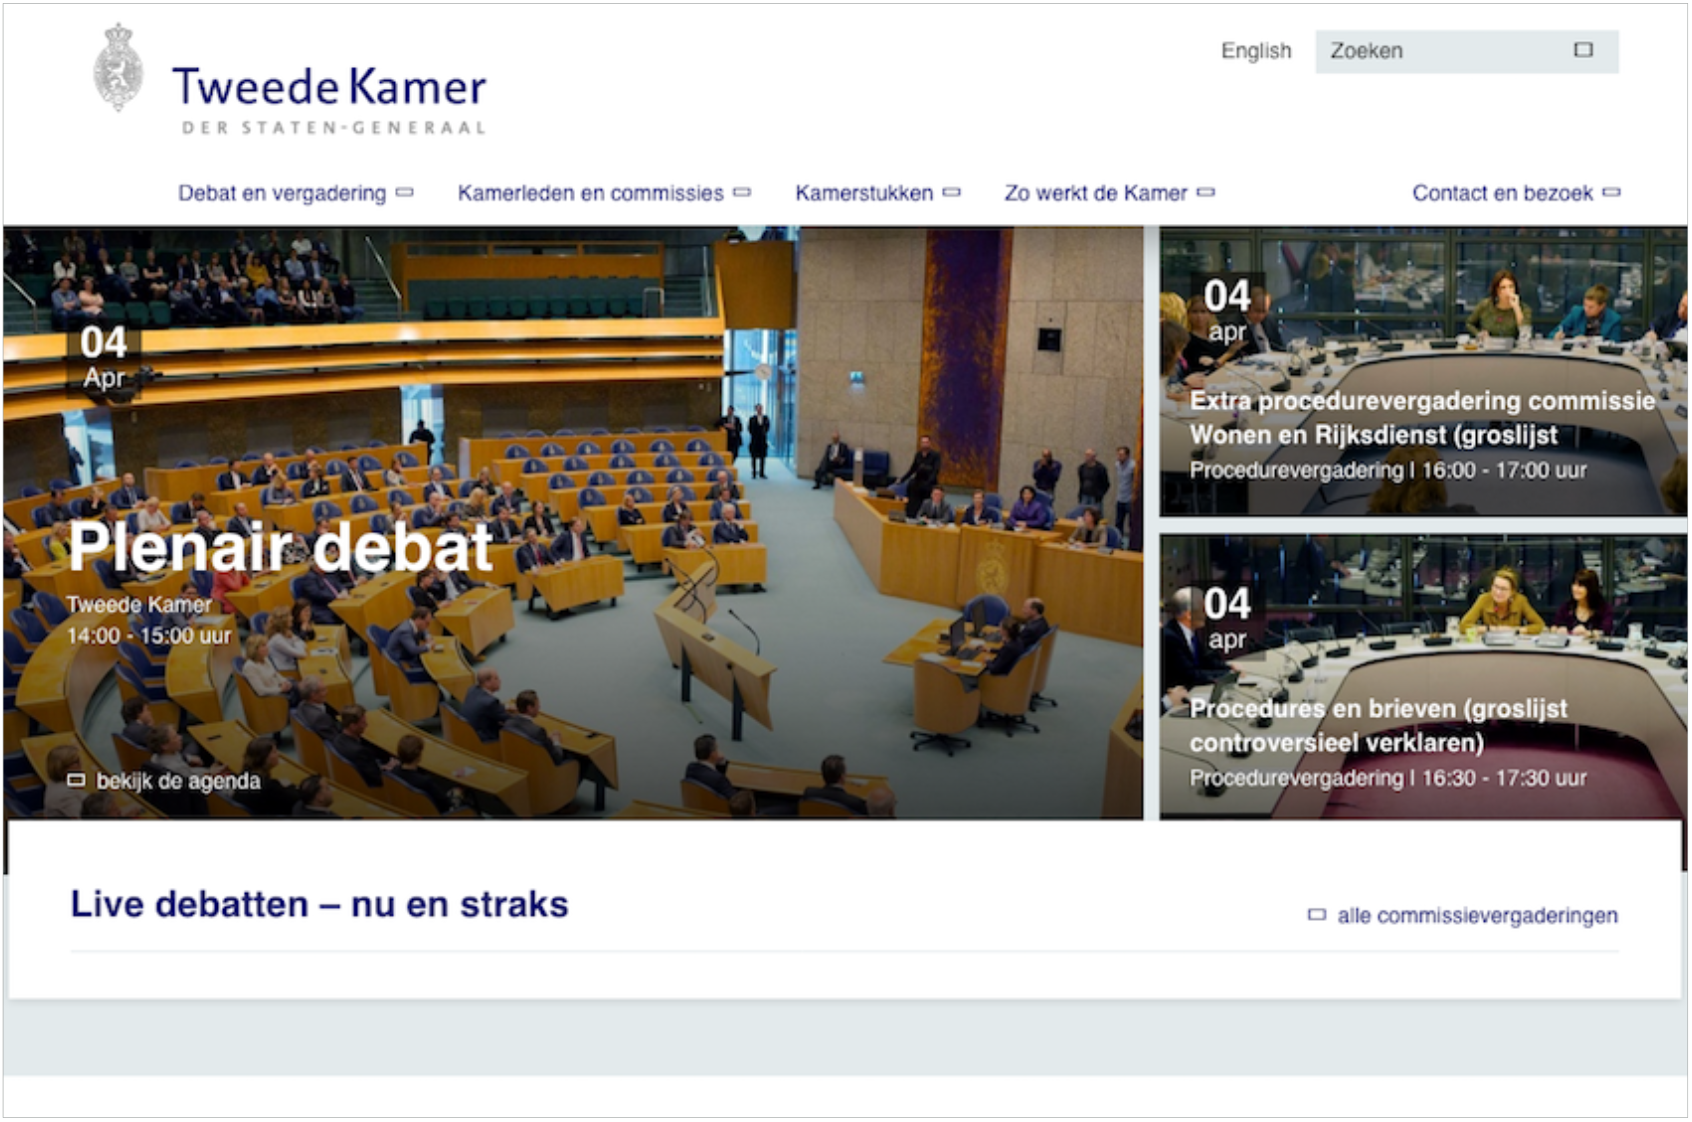 Tweede Kamer
DER STATEN-GENERAAL
English
Zoeken
Debat en vergadering
Kamerleden en commissies
Kamerstukken
Zo werkt de Kamer
Contact en bezoek
04
Apr
Plenair debat
Tweede Kamer
14:00 - 15:00 uur
bekijk de agenda
04
apr
Extra procedurevergadering commissie
Wonen en Rijksdienst (groslijst
Procedurevergadering | 16:00 - 17:00 uur
04
apr
Procedures en brieven (groslijst
controversieel verklaren)
Procedurevergadering | 16:30 - 17:30 uur
Live debatten – nu en straks
alle commissievergaderingen